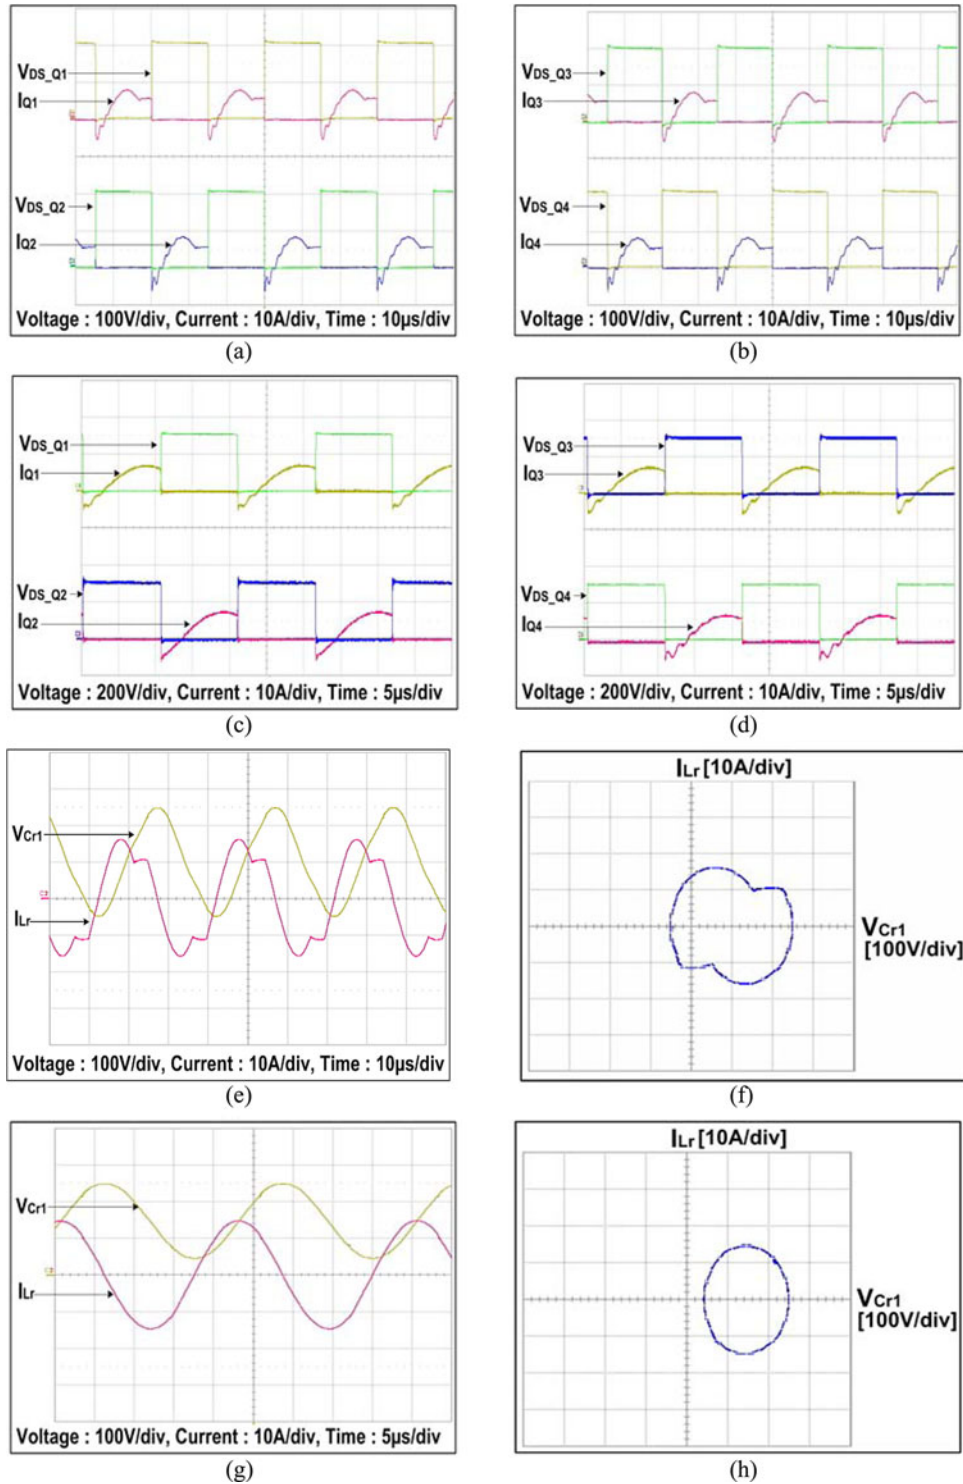 VDS_Q1
IQ1
VDS_Q2
IQ2
Voltage : 100V/div, Current : 10A/div, Time : 10µs/div
(a)
VDS_Q3
IQ3
VDS_Q4
IQ4
Voltage : 100V/div, Current : 10A/div, Time : 10µs/div
(b)
VDS_Q1
IQ1
VDS_Q2
IQ2
Voltage : 200V/div, Current : 10A/div, Time : 5µs/div
(c)
VDS_Q3
IQ3
VDS_Q4
IQ4
Voltage : 200V/div, Current : 10A/div, Time : 5µs/div
(d)
VCr1
ILr
Voltage : 100V/div, Current : 10A/div, Time : 10µs/div
(e)
ILr [10A/div]
VCr1
[100V/div]
(f)
VCr1
ILr
Voltage : 100V/div, Current : 10A/div, Time : 5µs/div
(g)
ILr [10A/div]
VCr1
[100V/div]
(h)